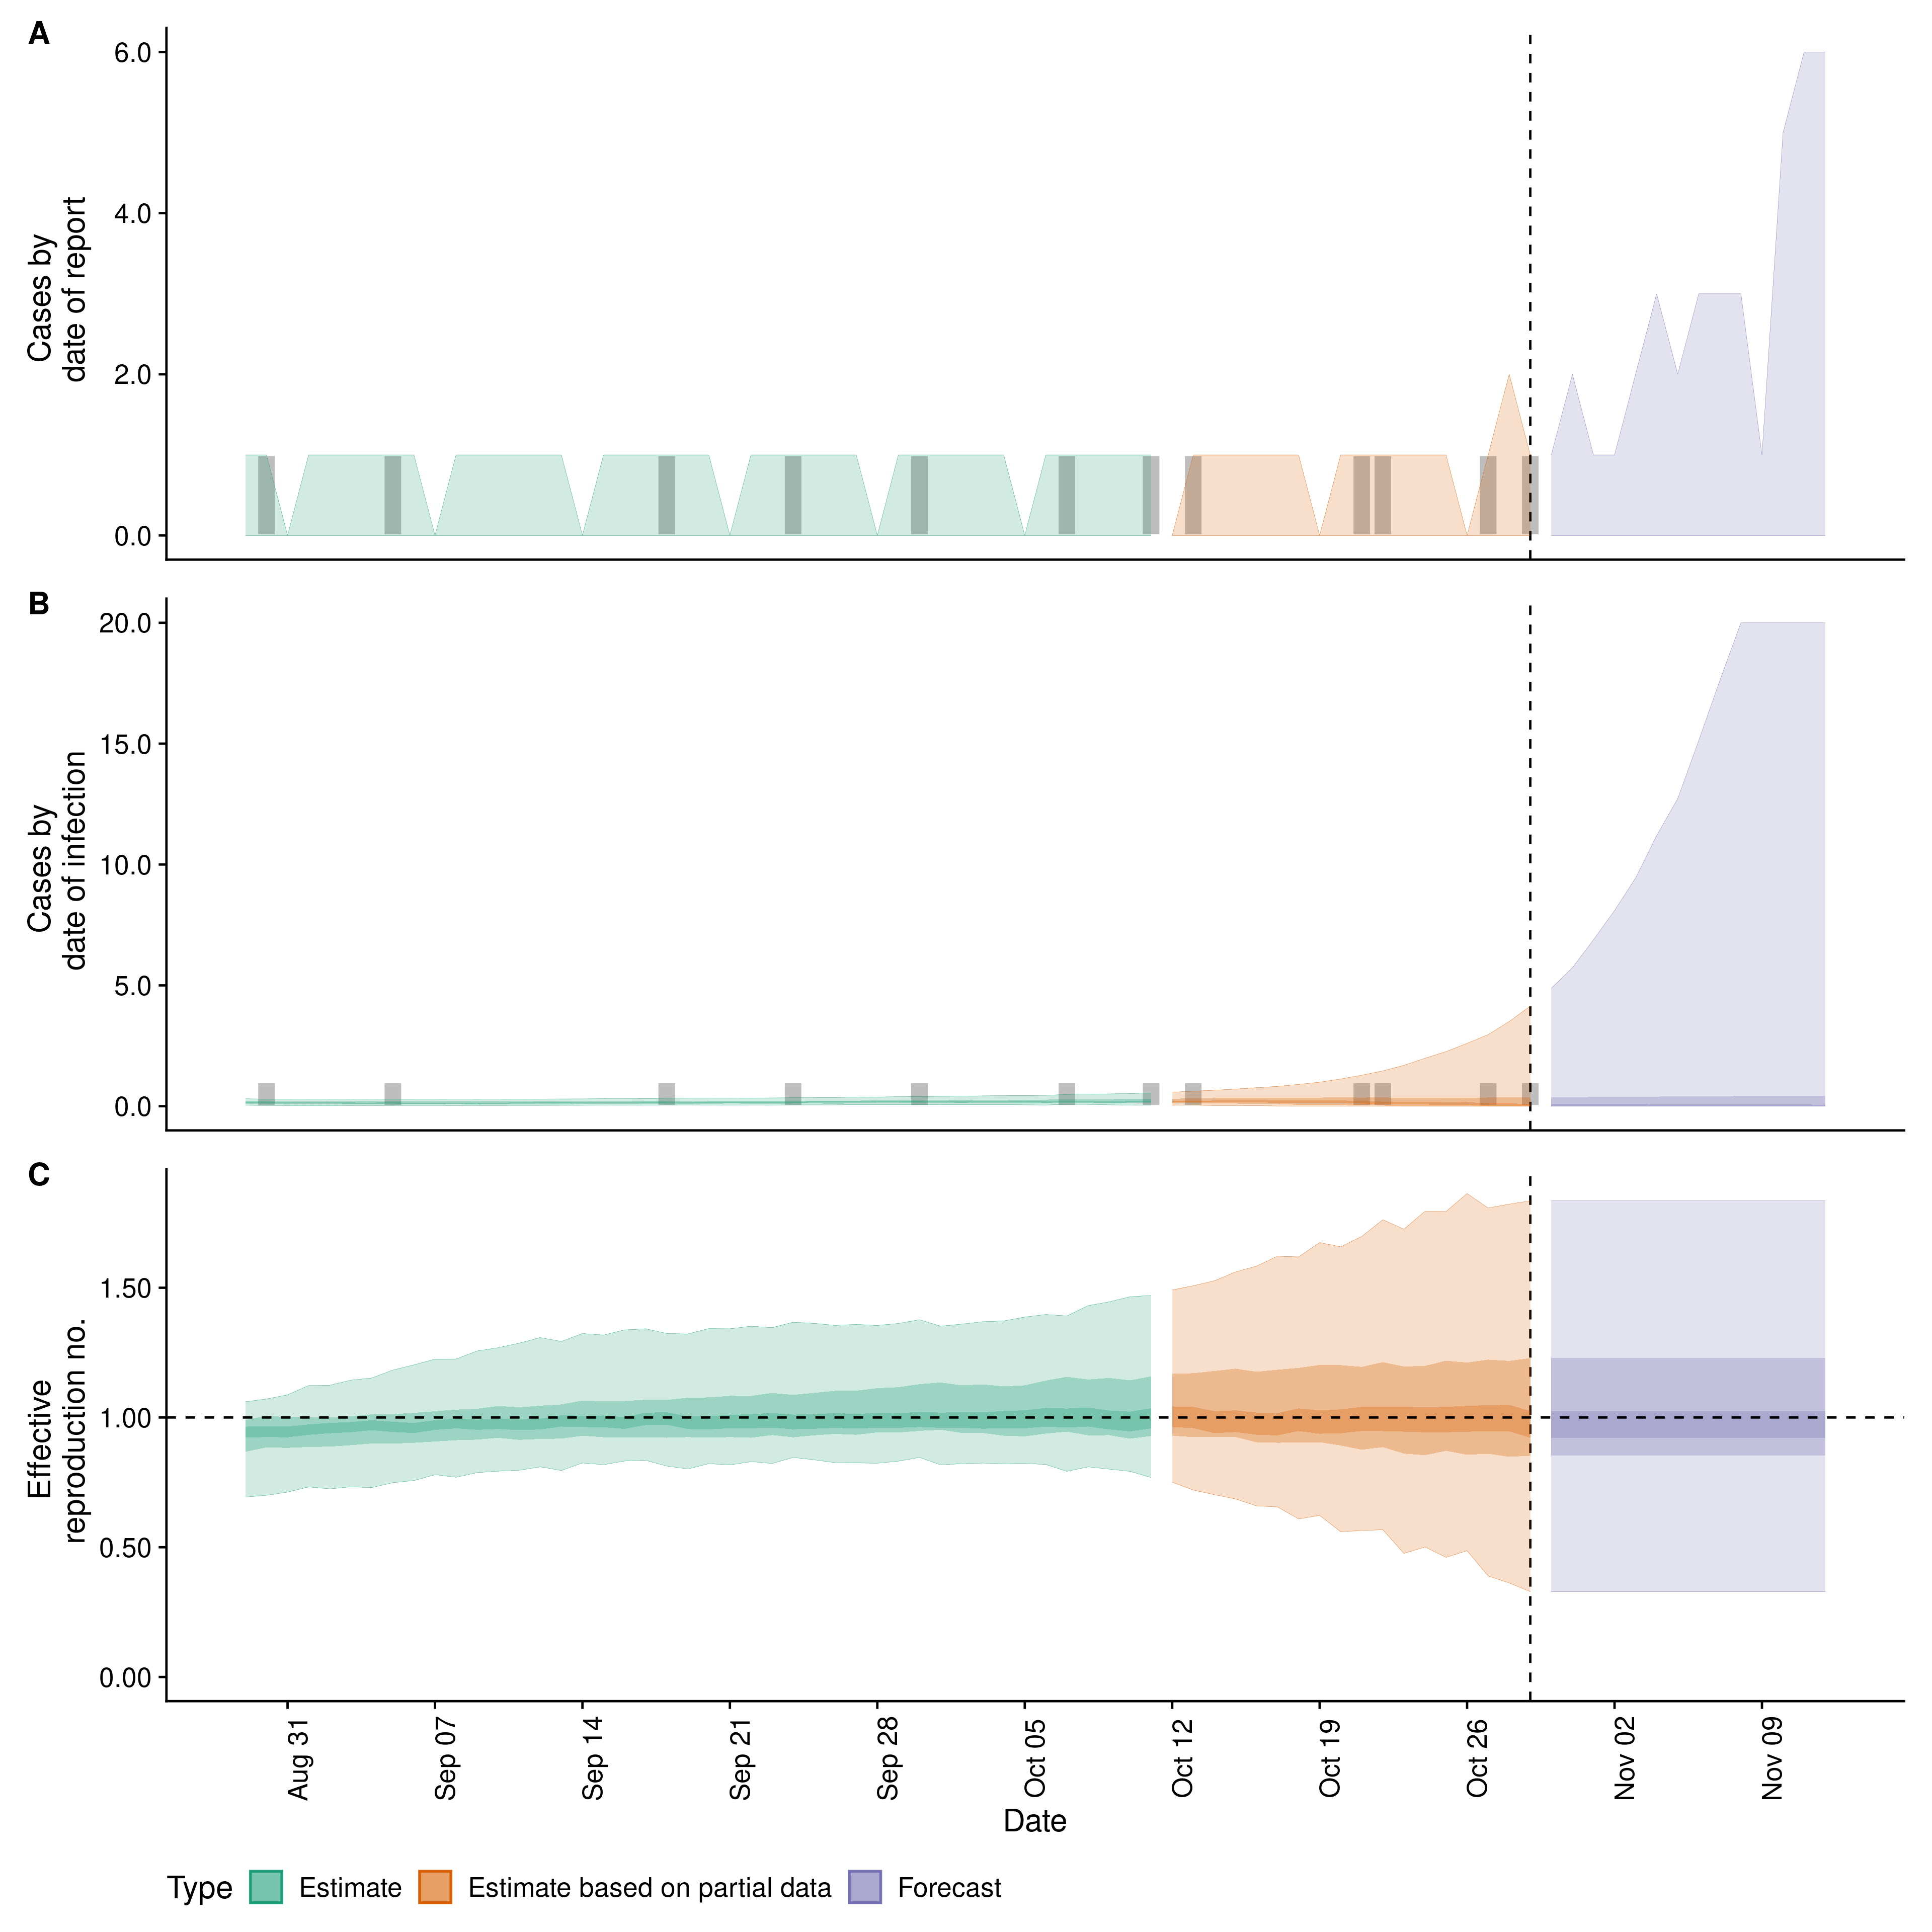 A
6.0
4.0
2.0
0.0
Cases by
date of report
B
20.0
15.0
10.0
5.0
0.0
Cases by
date of infection
C
1.50
1.00
0.50
0.00
Effective
reproduction no.
Aug 31
Sep 07
Sep 14
Sep 21
Sep 28
Oct 05
Oct 12
Oct 19
Oct 26
Nov 02
Nov 09
Date
Type Estimate Estimate based on partial data Forecast